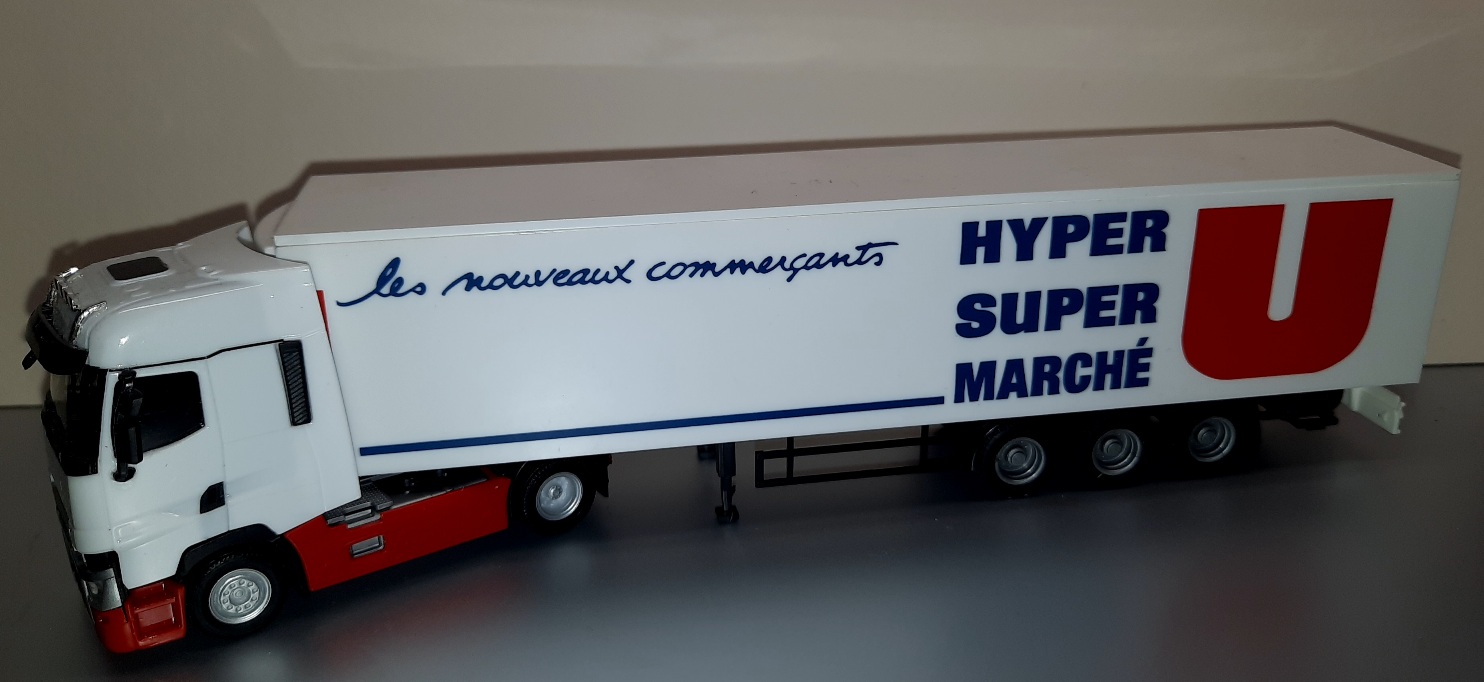 les nouveaux commerçants
HYPER
SUPER
MARCHÉ
U